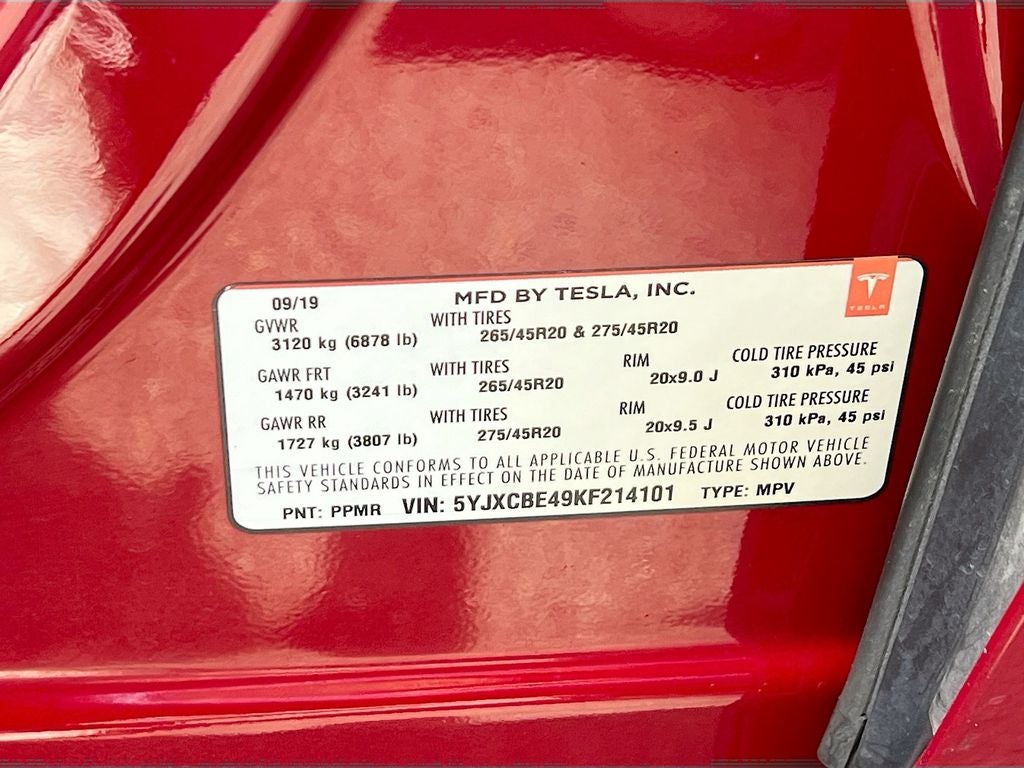 09/19 MFD BY TESLA, INC.
TESLA
GVWR WITH TIRES
3120 kg (6878 lb) 265/45R20 & 275/45R20
GAWR FRT WITH TIRES RIM COLD TIRE PRESSURE
1470 kg (3241 lb) 265/45R20 20x9.0 J 310 kPa, 45 psi
GAWR RR WITH TIRES RIM COLD TIRE PRESSURE
1727 kg (3807 lb) 275/45R20 20x9.5 J 310 kPa, 45 psi
THIS VEHICLE CONFORMS TO ALL APPLICABLE U.S. FEDERAL MOTOR VEHICLE
SAFETY STANDARDS IN EFFECT ON THE DATE OF MANUFACTURE SHOWN ABOVE.
PNT: PPMR VIN: 5YJXCBE49KF214101 TYPE: MPV